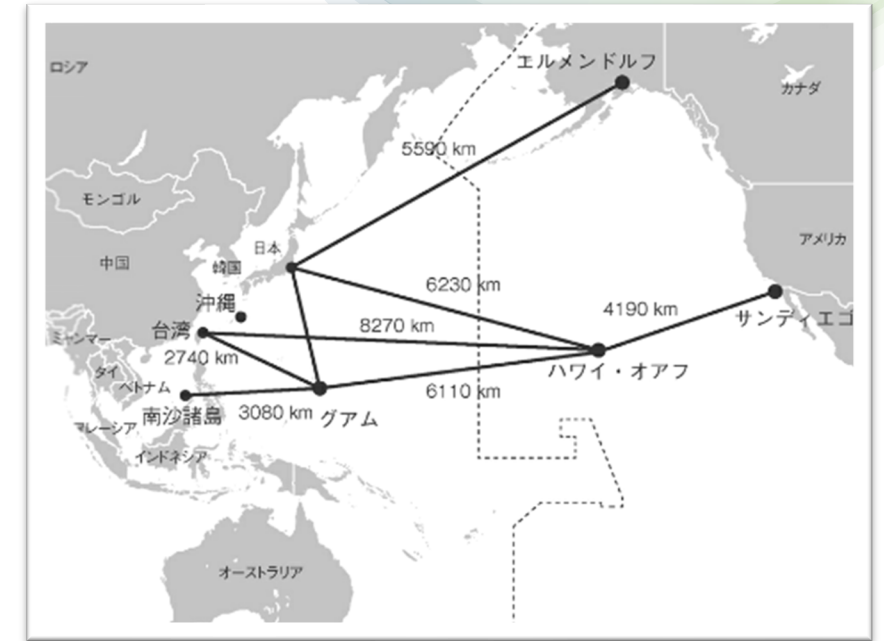 エルメンドルフ
ロシア
カナダ
5590 km
モンゴル
日本
アメリカ
中国
韓国
6230 km
沖縄
4190 km
サンディエゴ
台湾
8270 km
ミャンマー
2740 km
ハワイ・オアフ
タイ
ベトナム
6110 km
南沙諸島
3080 km
グアム
マレーシア
インドネシア
オーストラリア